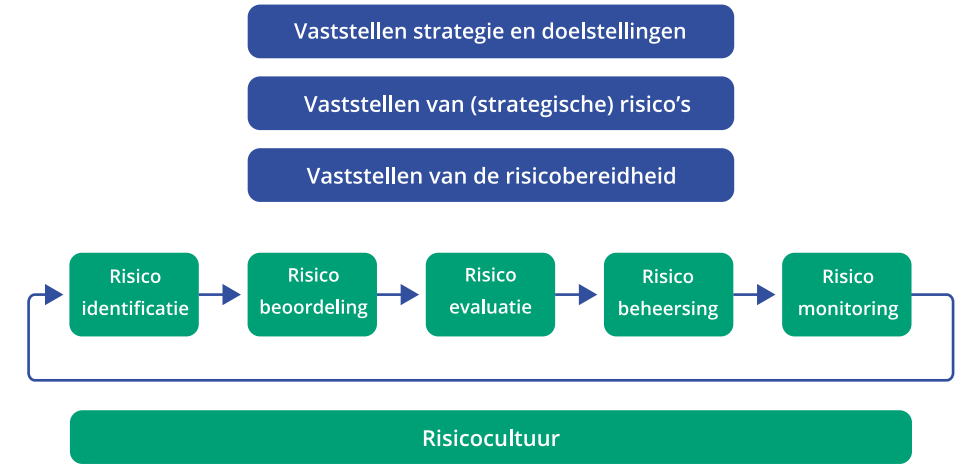 Vaststellen strategie en doelstellingen
Vaststellen van (strategische) risico's
Vaststellen van de risicobereidheid
Risico
identificatie
Risico
beoordeling
Risico
evaluatie
Risico
beheersing
Risico
monitoring
Risicocultuur